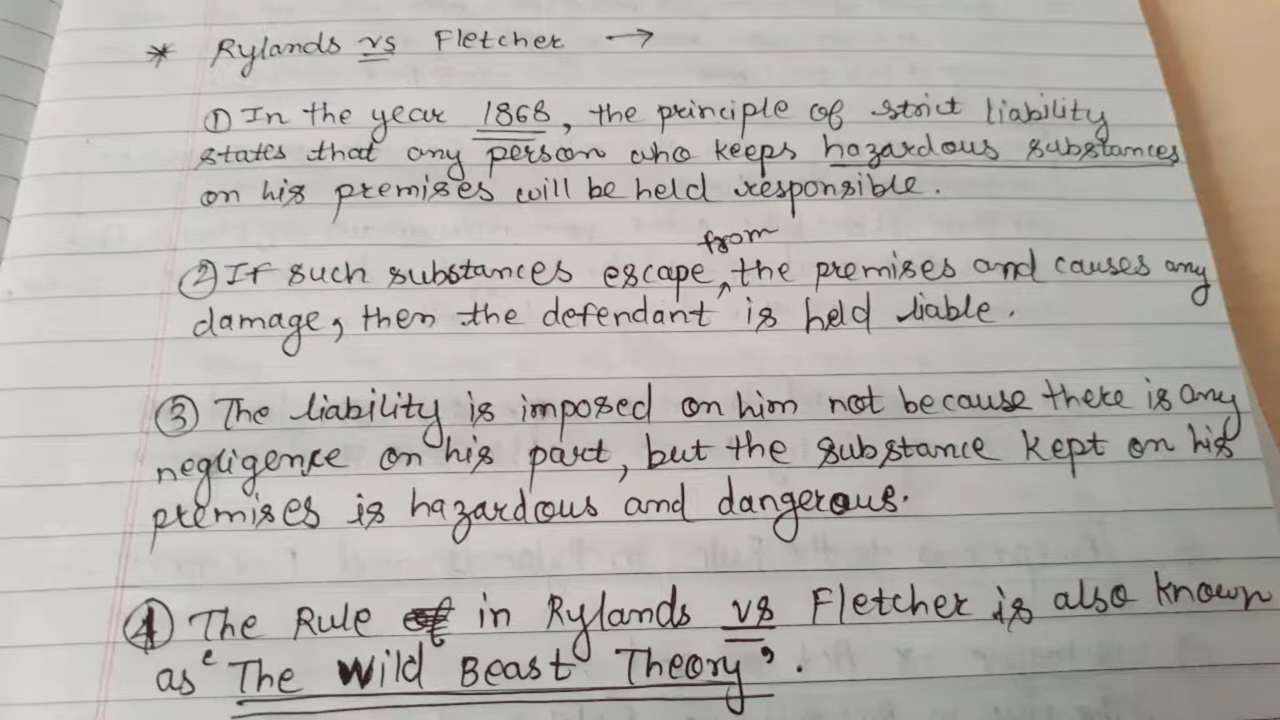 * Rylands vs Fletcher →
① In the year 1868, the principle of strict liability
states that any person who keeps hazardous substances
on his premises will be held responsible.
② If such substances escape from the premises and causes any
damage, then the defendant is held liable.
③ The liability is imposed on him not because there is any
negligence on his part, but the substance kept on his
premises is hazardous and dangerous.
④ The Rule of in Rylands vs Fletcher is also known
as 'The Wild Beast Theory'.